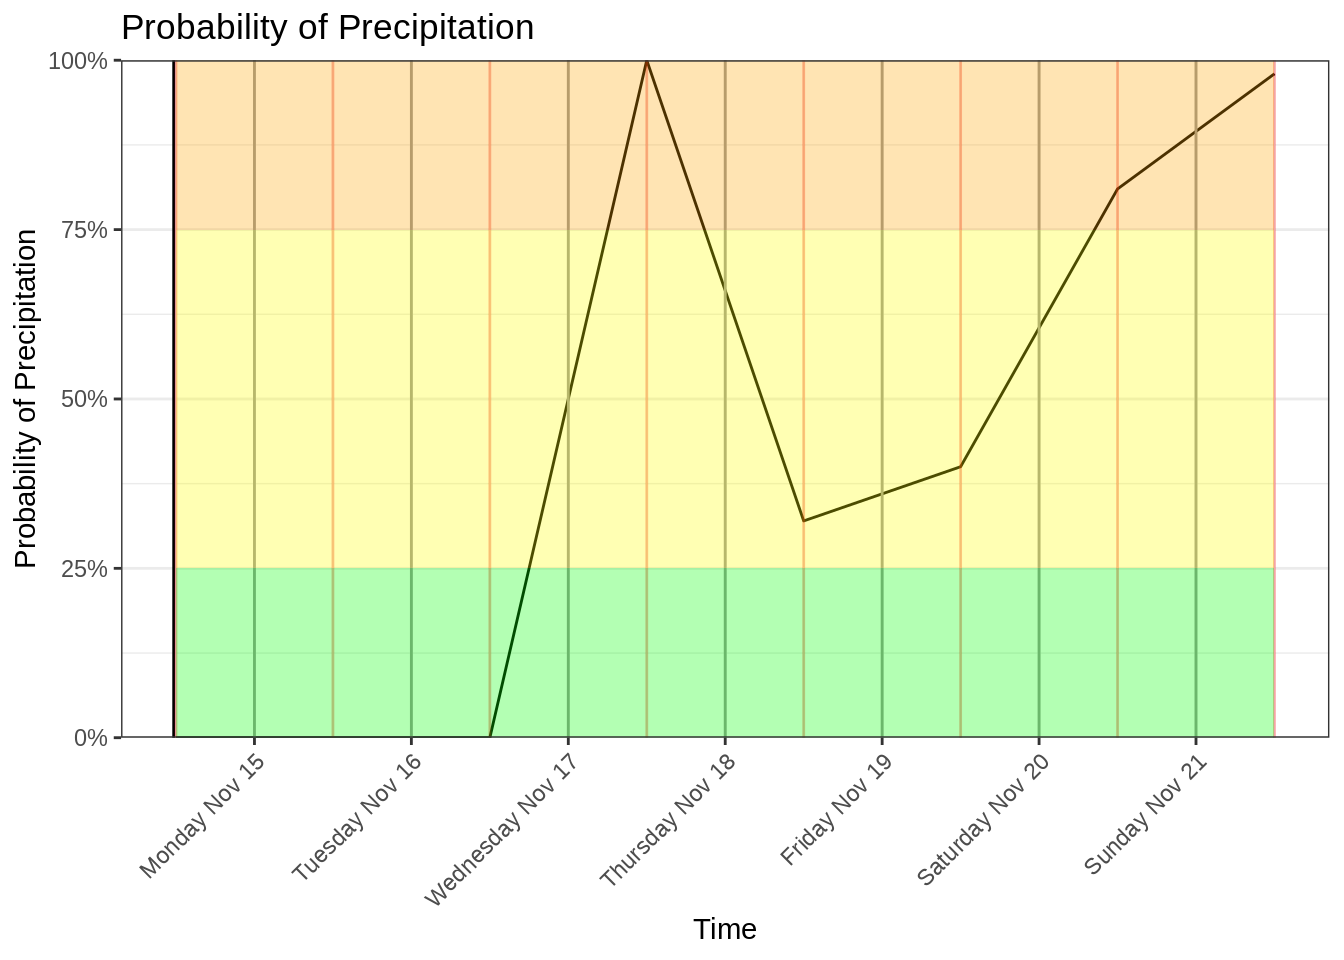 Probability of Precipitation
Probability of Precipitation
100%
75%
50%
25%
0%
Monday Nov 15
Tuesday Nov 16
Wednesday Nov 17
Thursday Nov 18
Friday Nov 19
Saturday Nov 20
Sunday Nov 21
Time